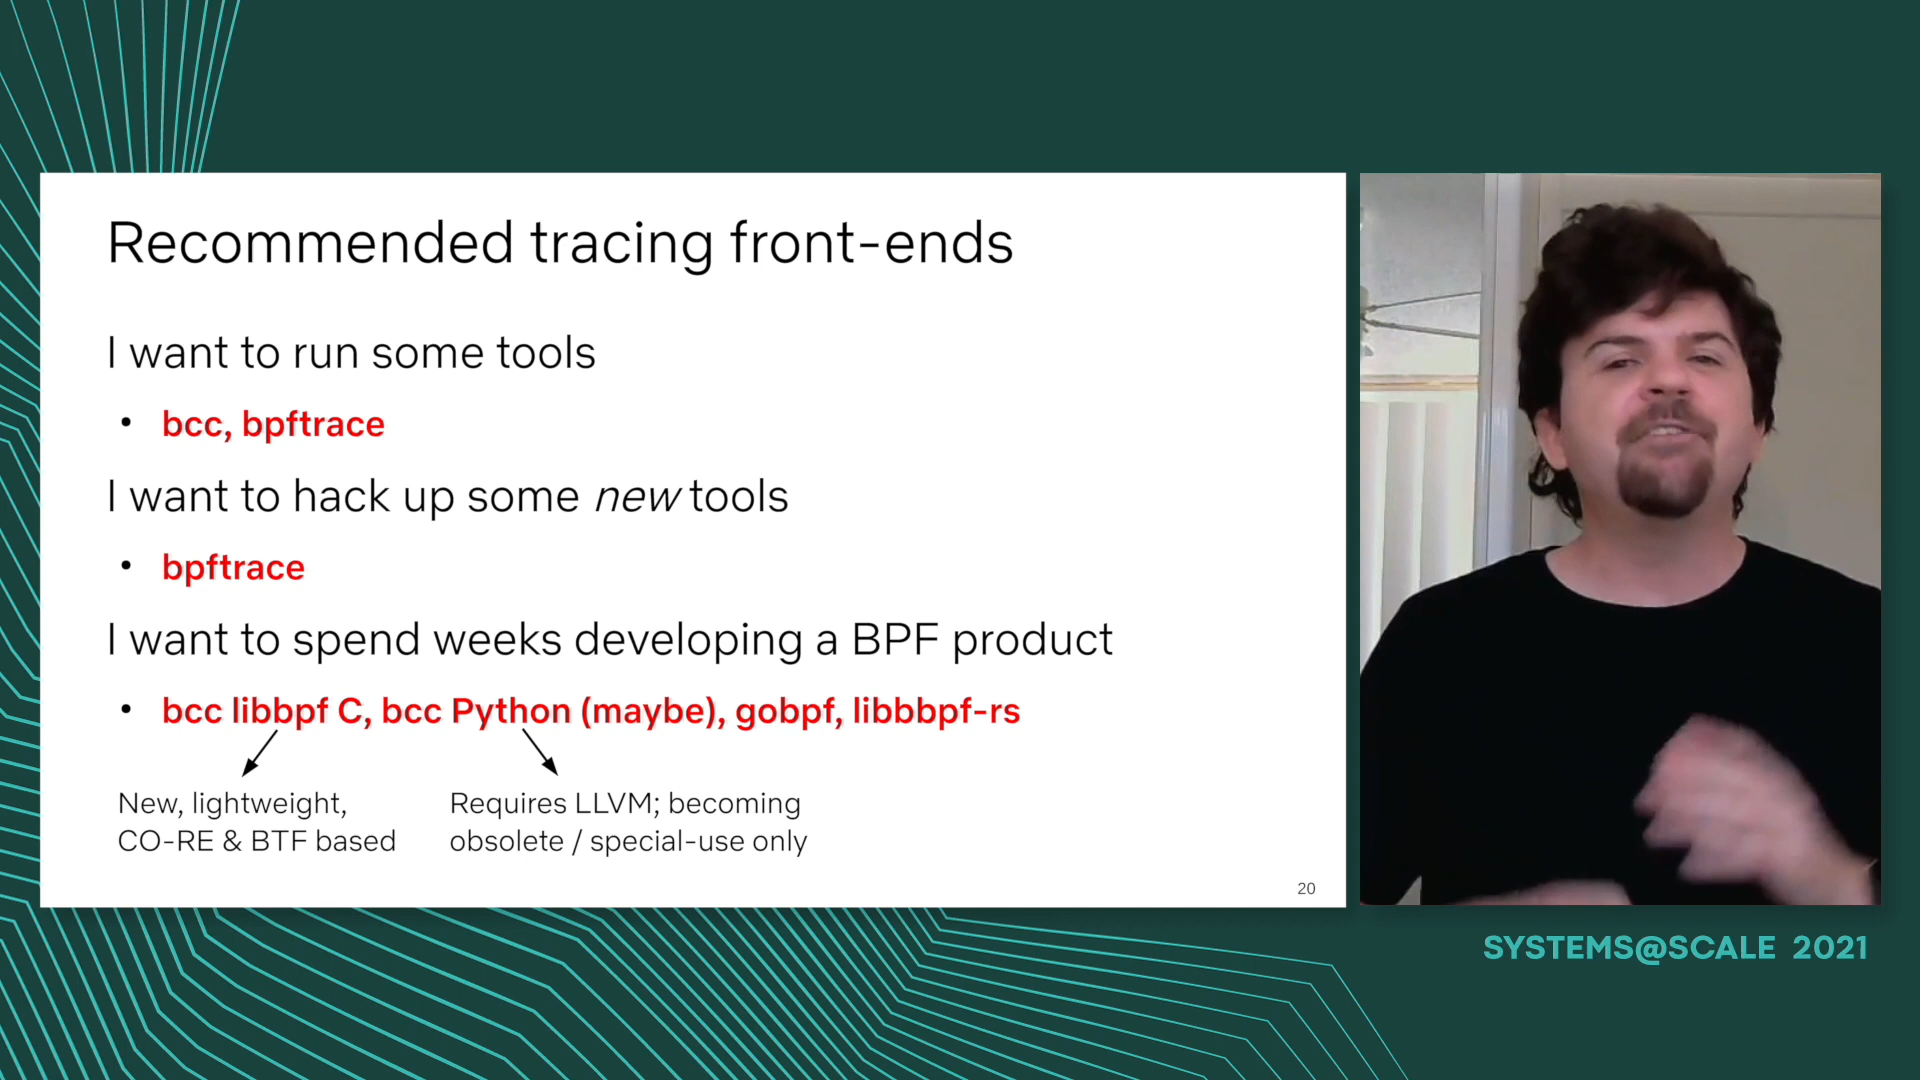 Recommended tracing front-ends
I want to run some tools
• bcc, bpftrace
I want to hack up some new tools
• bpftrace
I want to spend weeks developing a BPF product
• bcc libbpf C, bcc Python (maybe), gobpf, libbbpf-rs
New, lightweight,
CO-RE & BTF based
Requires LLVM; becoming
obsolete / special-use only
20
SYSTEMS@SCALE 2021